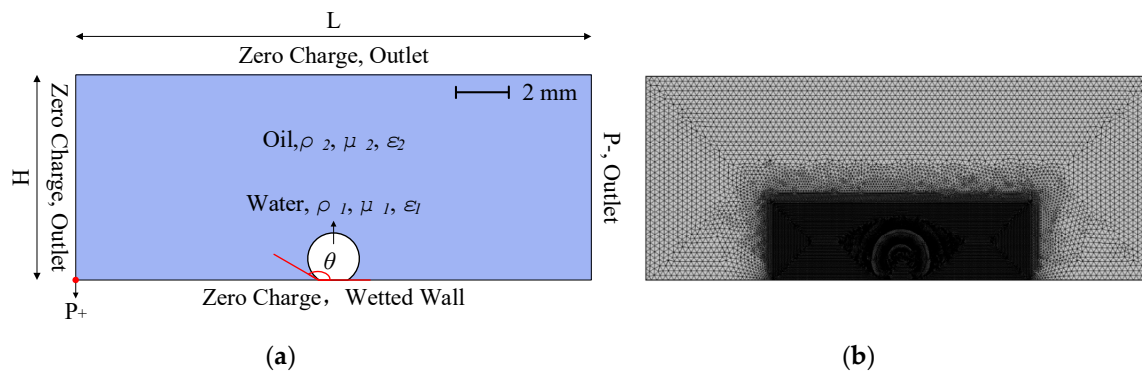 L
Zero Charge, Outlet
2 mm
Zero Charge, Outlet
H
Oil,ρ 2, μ 2, ε2
P-, Outlet
Water, ρ 1, μ 1, ε1
θ
Zero Charge， Wetted Wall
P+
(a)
(b)